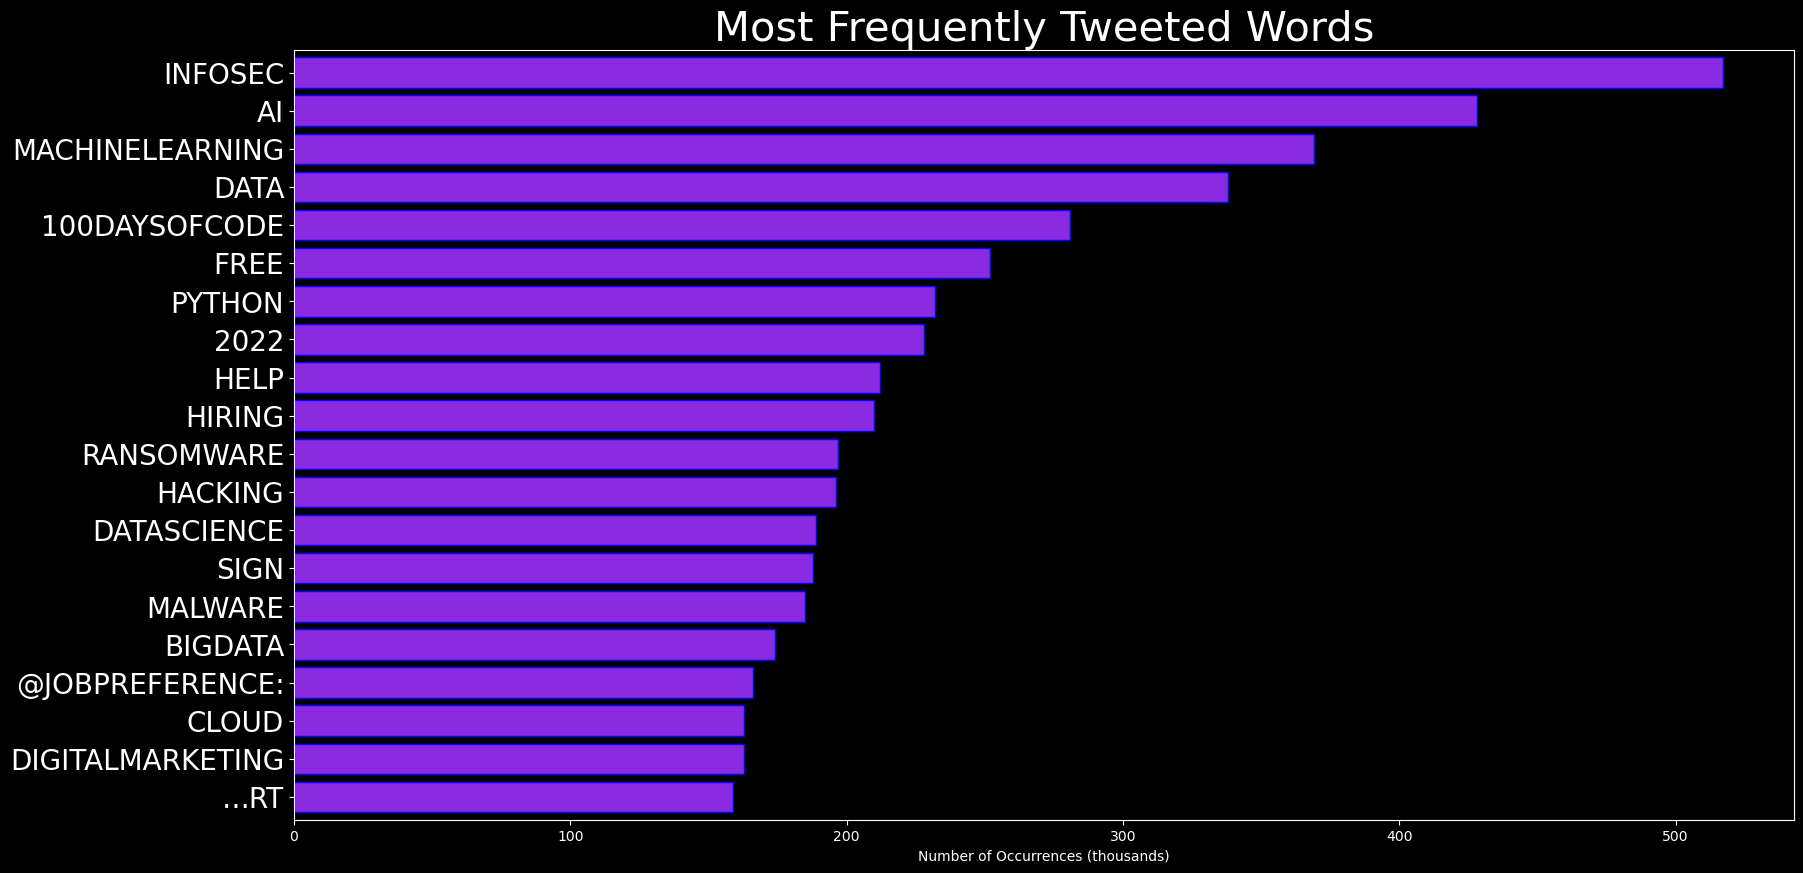 Most Frequently Tweeted Words
INFOSEC
AI
MACHINELEARNING
DATA
100DAYSOFCODE
FREE
PYTHON
2022
HELP
HIRING
RANSOMWARE
HACKING
DATASCIENCE
SIGN
MALWARE
BIGDATA
@JOBPREFERENCE:
CLOUD
DIGITALMARKETING
…RT
0 100 200 300 400 500
Number of Occurrences (thousands)